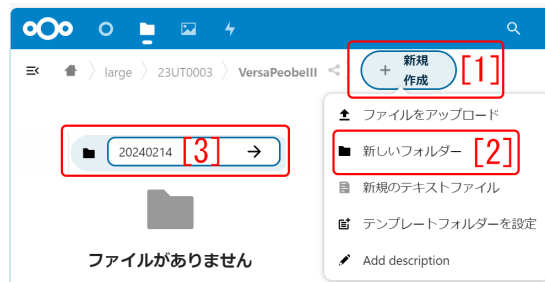 large 23UT0003 VersaPeobeIII
新規
作成
[1]
ファイルをアップロード
新しいフォルダー [2]
20240214 [3]
新規のテキストファイル
テンプレートフォルダーを設定
ファイルがありません
Add description